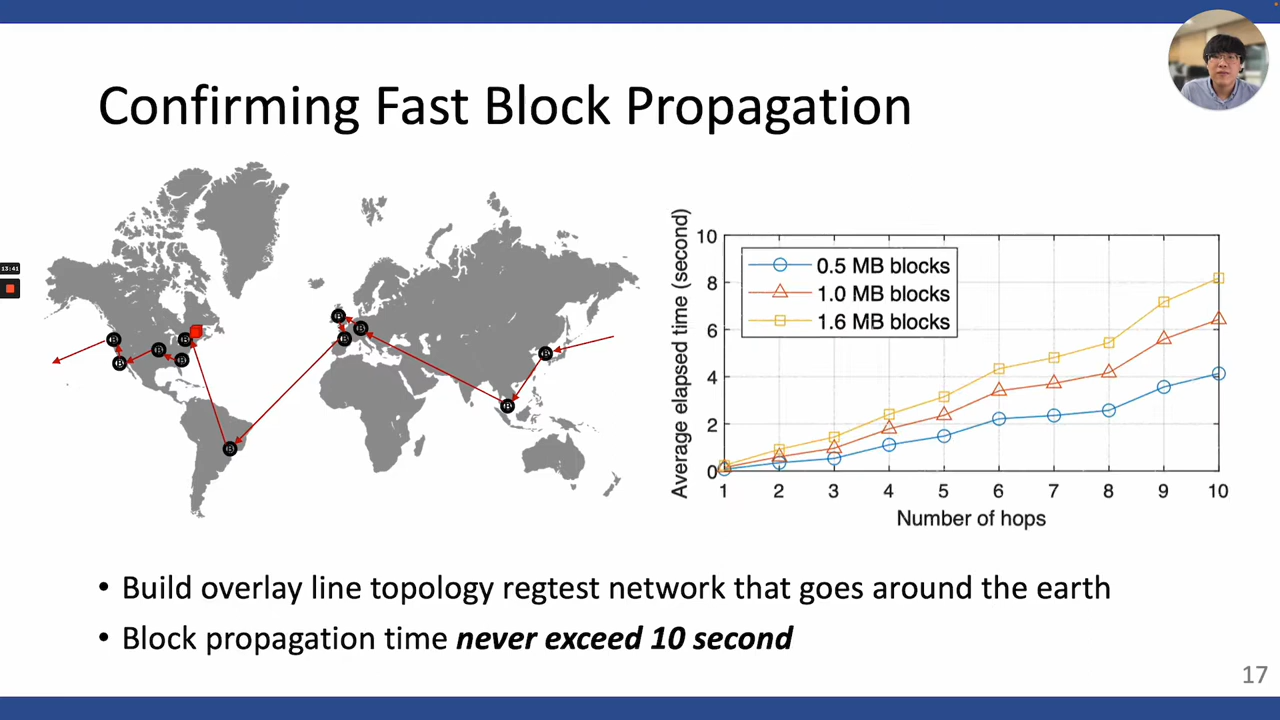 Confirming Fast Block Propagation
13:41
Average elapsed time (second)
10
8
6
4
2
0
0.5 MB blocks
1.0 MB blocks
1.6 MB blocks
1 2 3 4 5 6 7 8 9 10
Number of hops
• Build overlay line topology regtest network that goes around the earth
• Block propagation time never exceed 10 second
17